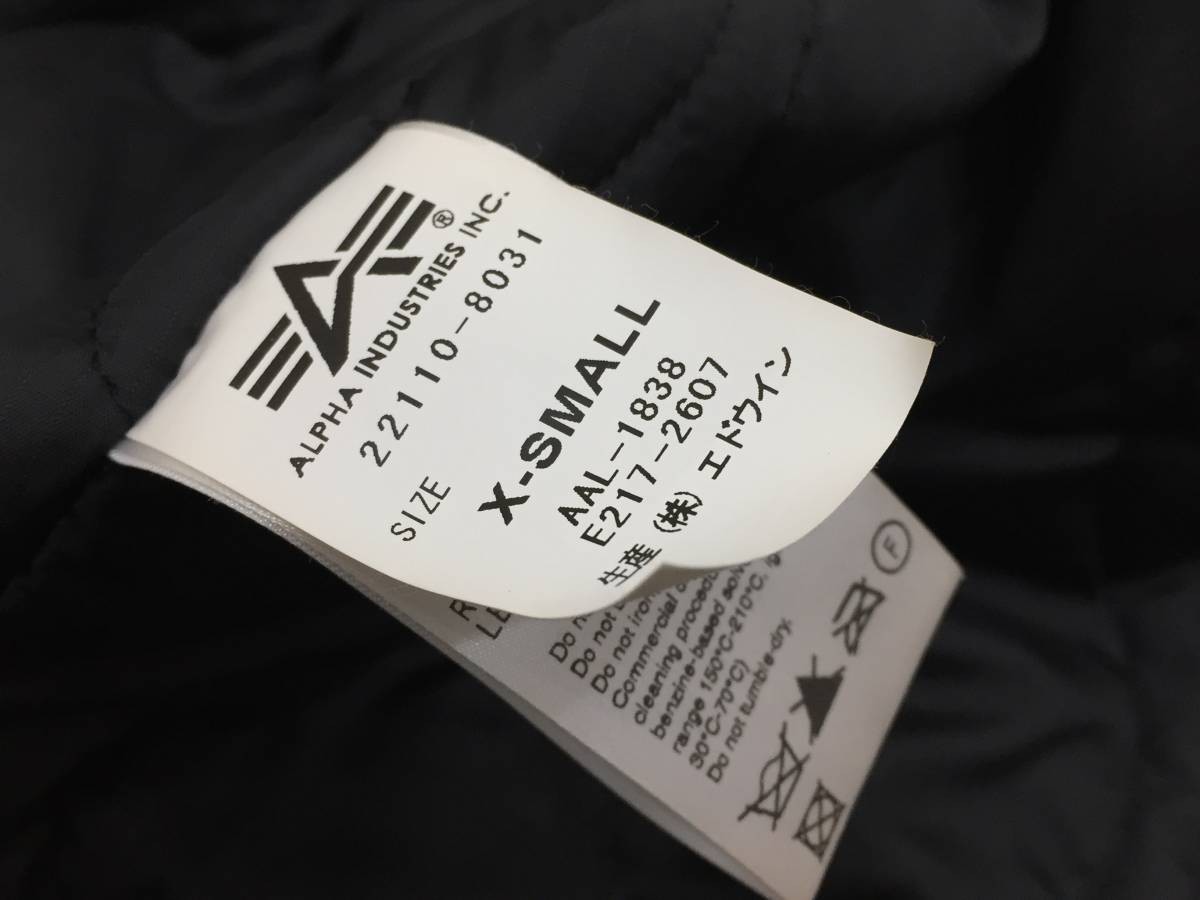 ®
ALPHA INDUSTRIES INC.
22110-8031
SIZE
X-SMALL
AAL-1838
E217-2607
生産 (株) エドウイン
F
Do not
Do not iron
Commercial
cleaning
benzine-based
range 150°C-210°C,
30°C-70°C)
Do not tumble-dry.